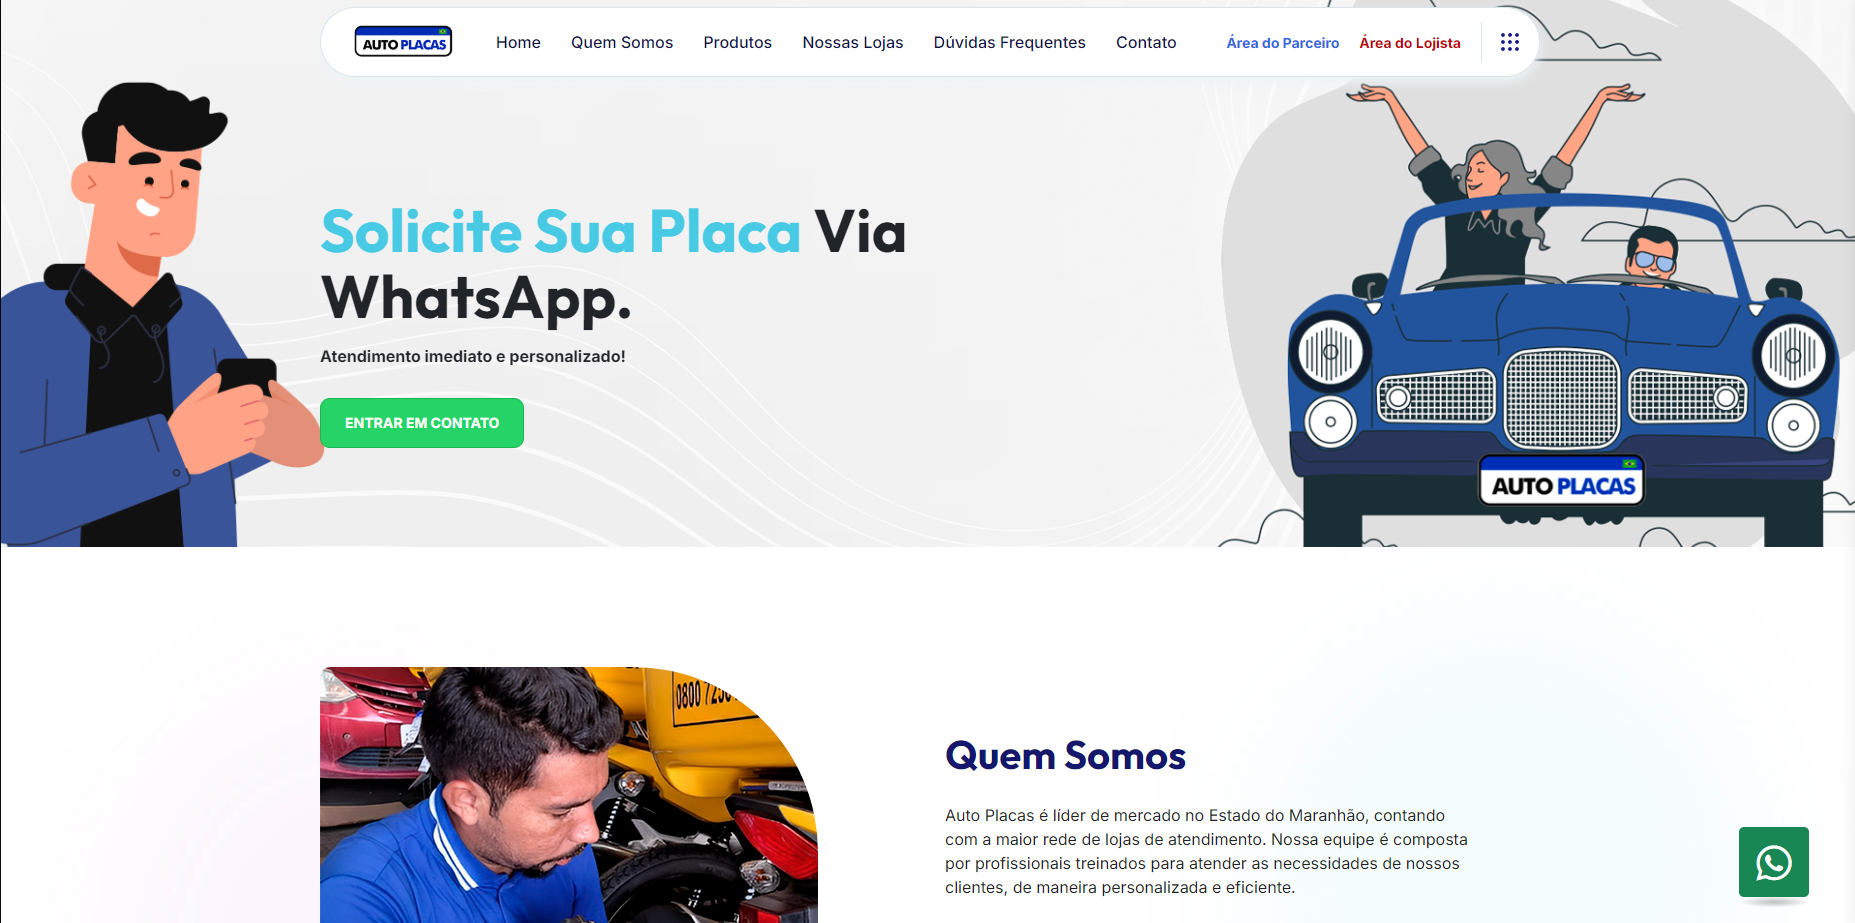 AUTO PLACAS
Home
Quem Somos
Produtos
Nossas Lojas
Dúvidas Frequentes
Contato
Área do Parceiro
Área do Lojista
Solicite Sua Placa Via
WhatsApp.
Atendimento imediato e personalizado!
ENTRAR EM CONTATO
AUTO PLACAS
0800
Quem Somos
Auto Placas é líder de mercado no Estado do Maranhão, contando
com a maior rede de lojas de atendimento. Nossa equipe é composta
por profissionais treinados para atender as necessidades de nossos
clientes, de maneira personalizada e eficiente.